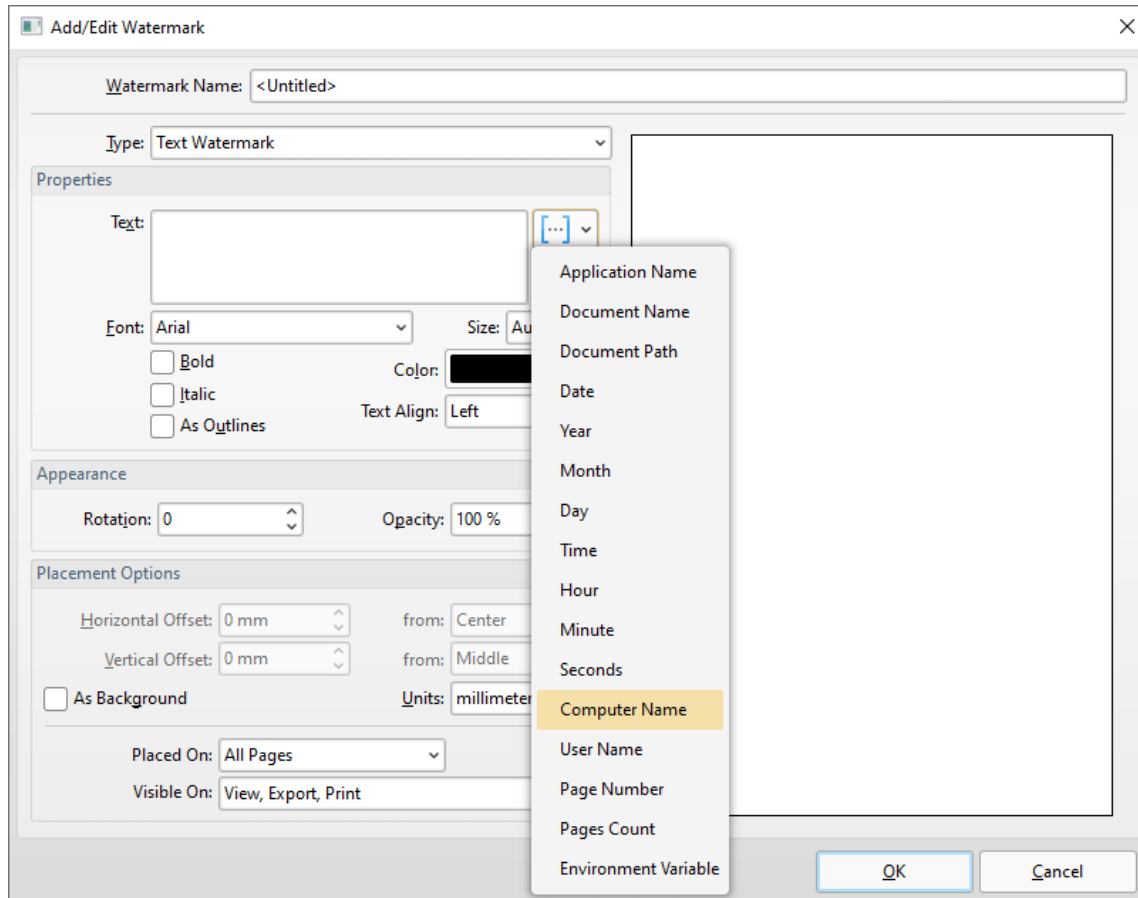 Add/Edit Watermark
Watermark Name: <Untitled>
Type: Text Watermark
Properties
Text:
Font: Arial
Size: Au
Bold
Color:
Italic
Text Align: Left
As Outlines
Appearance
Rotation: 0
Opacity: 100 %
Placement Options
Horizontal Offset: 0 mm
from: Center
Vertical Offset: 0 mm
from: Middle
As Background
Units: millimeter
Placed On: All Pages
Visible On: View, Export, Print
Application Name
Document Name
Document Path
Date
Year
Month
Day
Time
Hour
Minute
Seconds
Computer Name
User Name
Page Number
Pages Count
Environment Variable
OK
Cancel